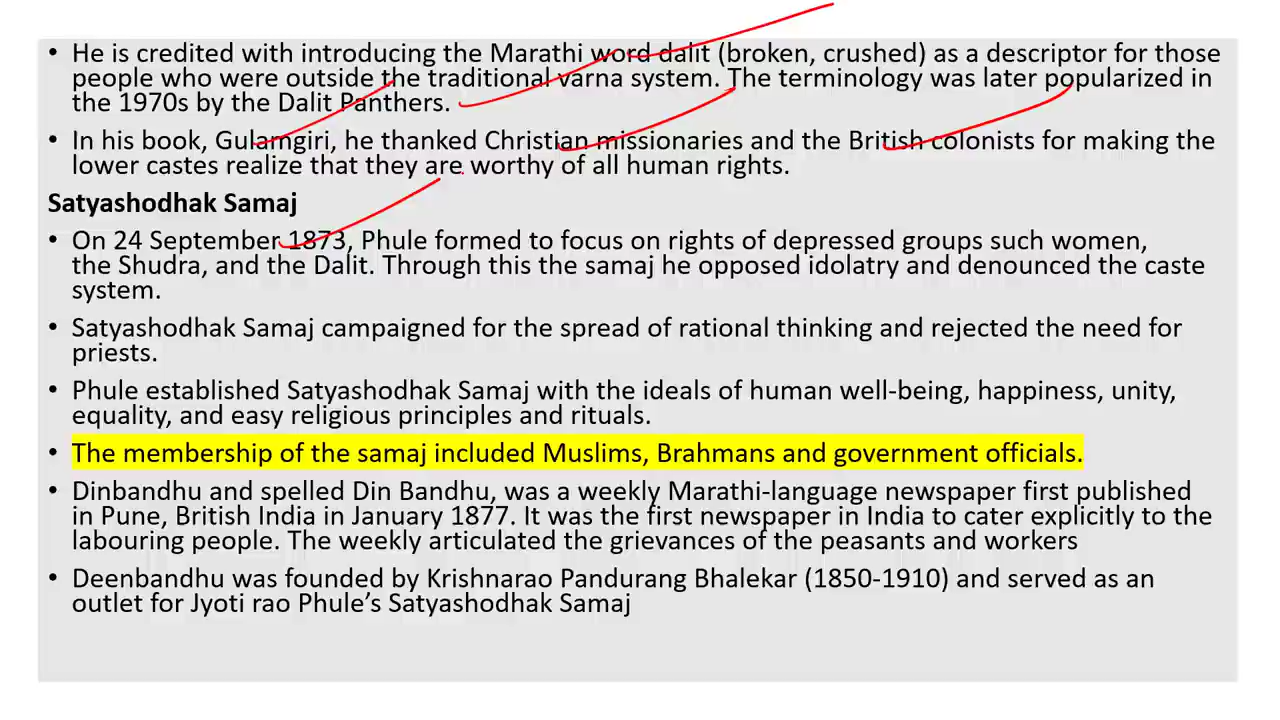 • He is credited with introducing the Marathi word dalit (broken, crushed) as a descriptor for those
people who were outside the traditional varna system. The terminology was later popularized in
the 1970s by the Dalit Panthers.
• In his book, Gulamgiri, he thanked Christian missionaries and the British colonists for making the
lower castes realize that they are worthy of all human rights.
Satyashodhak Samaj
• On 24 September 1873, Phule formed to focus on rights of depressed groups such women,
the Shudra, and the Dalit. Through this the samaj he opposed idolatry and denounced the caste
system.
• Satyashodhak Samaj campaigned for the spread of rational thinking and rejected the need for
priests.
• Phule established Satyashodhak Samaj with the ideals of human well-being, happiness, unity,
equality, and easy religious principles and rituals.
• The membership of the samaj included Muslims, Brahmans and government officials.
• Dinbandhu and spelled Din Bandhu, was a weekly Marathi-language newspaper first published
in Pune, British India in January 1877. It was the first newspaper in India to cater explicitly to the
labouring people. The weekly articulated the grievances of the peasants and workers
• Deenbandhu was founded by Krishnarao Pandurang Bhalekar (1850-1910) and served as an
outlet for Jyoti rao Phule’s Satyashodhak Samaj